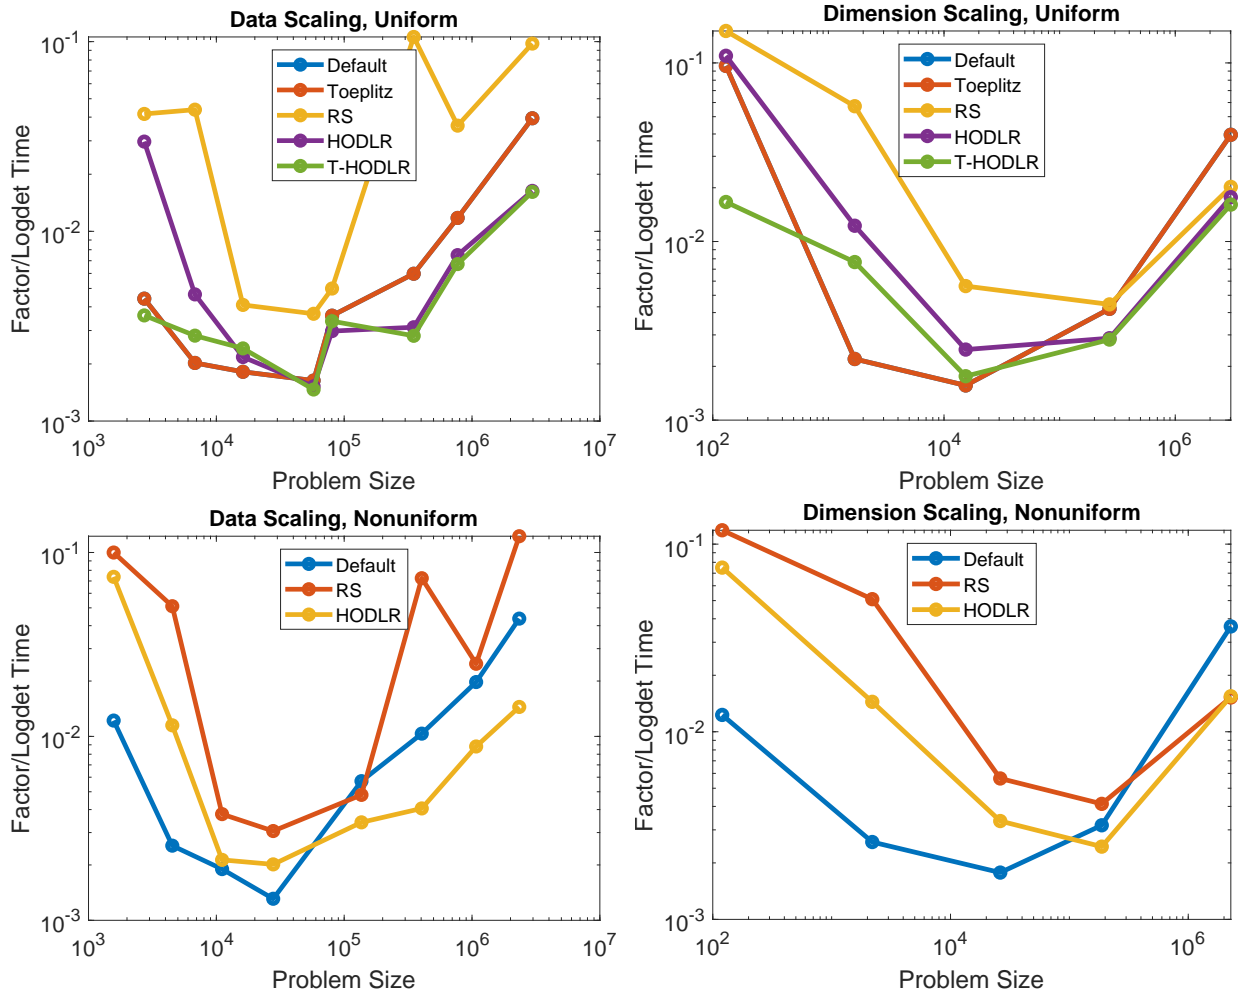 Data Scaling, Uniform
Factor/Logdet Time
10^-1
10^-2
10^-3
Default
Toeplitz
RS
HODLR
T-HODLR
10^3
10^4
10^5
10^6
10^7
Problem Size
Dimension Scaling, Uniform
Factor/Logdet Time
10^-1
10^-2
10^-3
Default
Toeplitz
RS
HODLR
T-HODLR
10^2
10^4
10^6
Problem Size
Data Scaling, Nonuniform
Factor/Logdet Time
10^-1
10^-2
10^-3
Default
RS
HODLR
10^3
10^4
10^5
10^6
10^7
Problem Size
Dimension Scaling, Nonuniform
Factor/Logdet Time
10^-1
10^-2
10^-3
Default
RS
HODLR
10^2
10^4
10^6
Problem Size